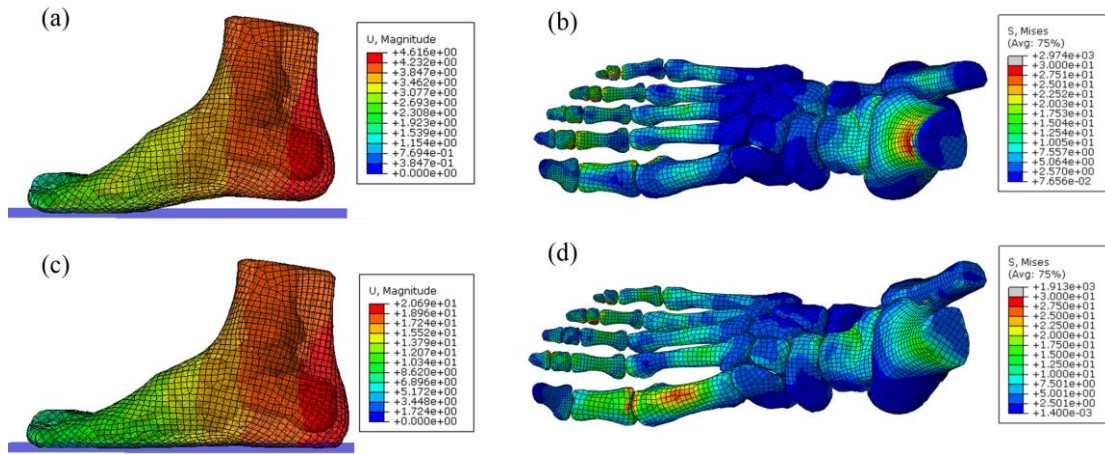 (a)
U, Magnitude
+4.616e+00
+4.232e+00
+3.847e+00
+3.462e+00
+3.077e+00
+2.693e+00
+2.308e+00
+1.923e+00
+1.539e+00
+1.154e+00
+7.694e-01
+3.847e-01
+0.000e+00
(b)
S, Mises
(Avg: 75%)
+2.974e+03
+3.000e+01
+2.751e+01
+2.501e+01
+2.252e+01
+2.003e+01
+1.753e+01
+1.504e+01
+1.254e+01
+1.005e+01
+7.557e+00
+5.064e+00
+2.570e+00
+7.656e-02
(c)
U, Magnitude
+2.069e+01
+1.896e+01
+1.724e+01
+1.552e+01
+1.379e+01
+1.207e+01
+1.034e+01
+8.620e+00
+6.896e+00
+5.172e+00
+3.448e+00
+1.724e+00
+0.000e+00
(d)
S, Mises
(Avg: 75%)
+1.913e+03
+3.000e+01
+2.750e+01
+2.500e+01
+2.250e+01
+2.000e+01
+1.750e+01
+1.500e+01
+1.250e+01
+1.000e+01
+7.501e+00
+5.001e+00
+2.501e+00
+1.400e-03